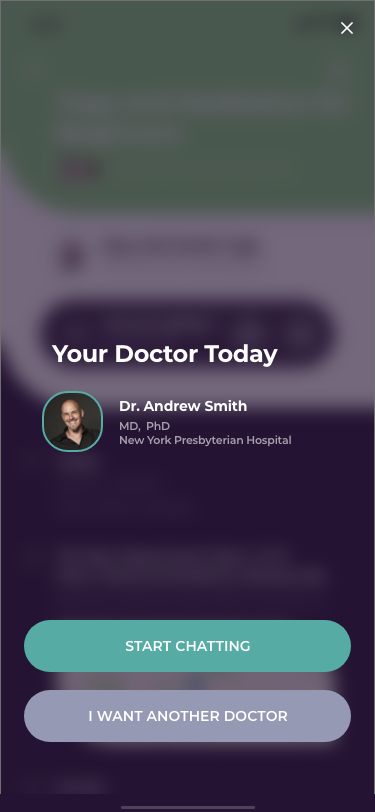 Your Doctor Today
Dr. Andrew Smith
MD, PhD
New York Presbyterian Hospital
START CHATTING
I WANT ANOTHER DOCTOR